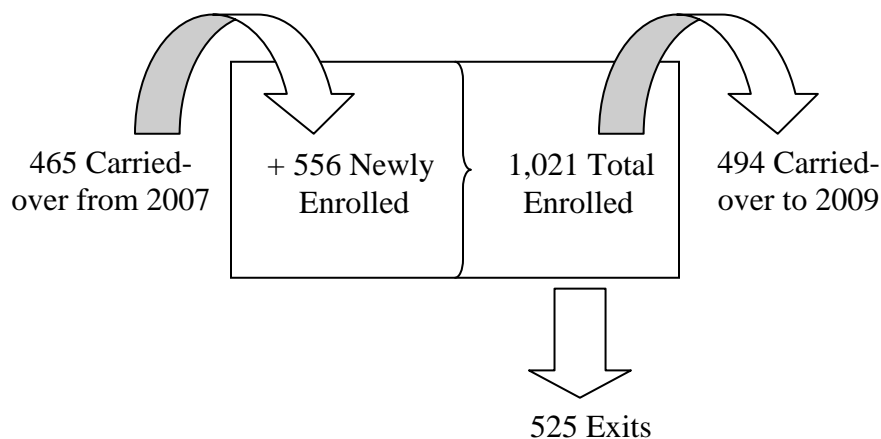 465 Carried-
over from 2007
+ 556 Newly
Enrolled
1,021 Total
Enrolled
494 Carried-
over to 2009
525 Exits